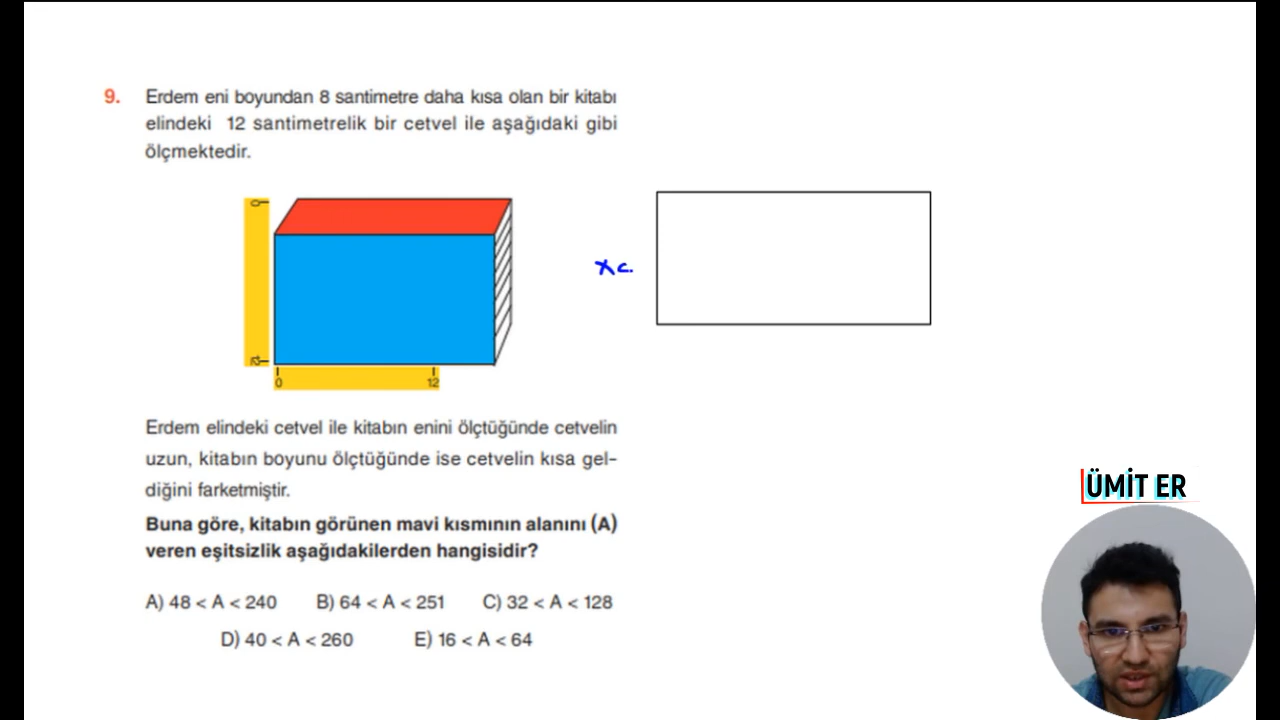 9. Erdem eni boyundan 8 santimetre daha kısa olan bir kitabı
elindeki 12 santimetrelik bir cetvel ile aşağıdaki gibi
ölçmektedir.
0
12
0 12
xc.
Erdem elindeki cetvel ile kitabın enini ölçtüğünde cetvelin
uzun, kitabın boyunu ölçtüğünde ise cetvelin kısa gel-
diğini farketmiştir.
Buna göre, kitabın görünen mavi kısmının alanını (A)
veren eşitsizlik aşağıdakilerden hangisidir?
A) 48 < A < 240 B) 64 < A < 251 C) 32 < A < 128
D) 40 < A < 260 E) 16 < A < 64
ÜMİT ER